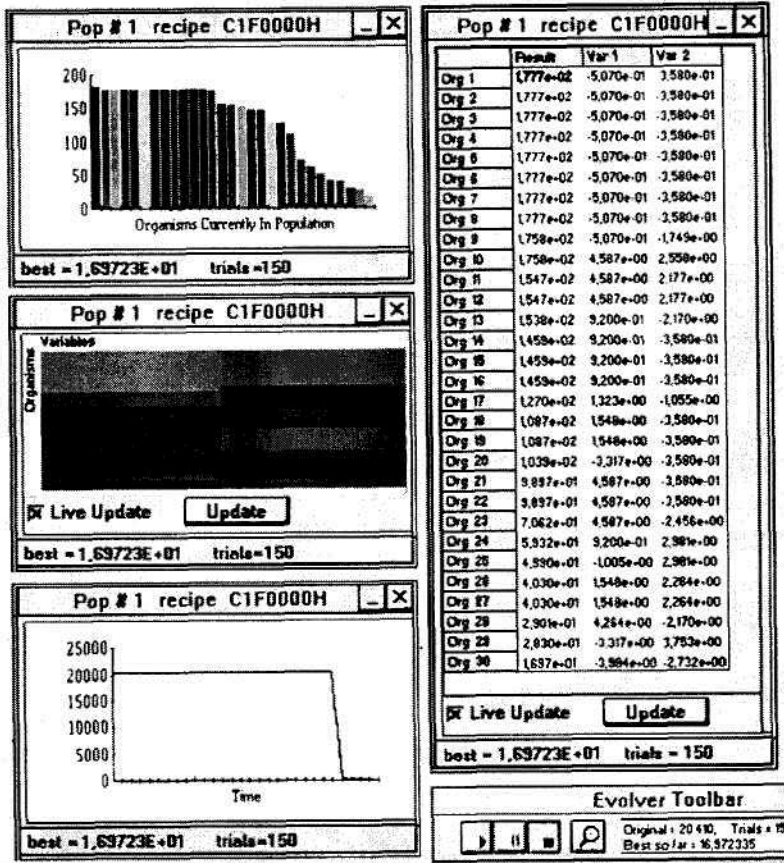 Pop # 1 recipe C1F0000H
200
150
100
50
0
Organisms Currently In Population
best = 1,69723E+01 trials=150
Pop # 1 recipe C1F0000H
Variables
Organisms
Live Update Update
best = 1,69723E+01 trials=150
Pop # 1 recipe C1F0000H
25000
20000
15000
10000
5000
0
Time
best = 1,69723E+01 trials=150
Pop # 1 recipe C1F0000H
Result Var 1 Var 2
Org 1 1,777e+02 -5,070e-01 3,580e-01
Org 2 1,777e+02 -5,070e-01 -3,580e-01
Org 3 1,777e+02 -5,070e-01 -3,580e-01
Org 4 1,777e+02 -5,070e-01 -3,580e-01
Org 5 1,777e+02 -5,070e-01 -3,580e-01
Org 6 1,777e+02 -5,070e-01 -3,580e-01
Org 7 1,777e+02 -5,070e-01 -3,580e-01
Org 8 1,777e+02 -5,070e-01 -3,580e-01
Org 9 1,758e+02 -5,070e-01 -1,749e+00
Org 10 1,758e+02 4,587e+00 2,558e+00
Org 11 1,547e+02 4,587e+00 2,177e+00
Org 12 1,547e+02 4,587e+00 2,177e+00
Org 13 1,538e+02 9,200e-01 -2,170e+00
Org 14 1,459e+02 9,200e-01 -3,580e-01
Org 15 1,459e+02 9,200e-01 -3,580e-01
Org 16 1,459e+02 9,200e-01 -3,580e-01
Org 17 1,270e+02 1,323e+00 -1,055e+00
Org 18 1,087e+02 1,548e+00 -3,580e-01
Org 19 1,087e+02 1,548e+00 -3,580e-01
Org 20 1,039e+02 -3,317e+00 -3,580e-01
Org 21 9,897e+01 4,587e+00 -3,580e-01
Org 22 9,897e+01 4,587e+00 -3,580e-01
Org 23 7,062e+01 4,587e+00 -2,456e+00
Org 24 5,932e+01 9,200e-01 2,981e+00
Org 25 4,990e+01 -1,005e+00 2,981e+00
Org 26 4,030e+01 1,548e+00 2,264e+00
Org 27 4,030e+01 1,548e+00 2,264e+00
Org 28 2,901e+01 4,264e+00 -2,170e+00
Org 29 2,830e+01 -3,317e+00 3,753e+00
Org 30 1,697e+01 -3,984e+00 -2,732e+00
Live Update Update
best = 1,69723E+01 trials = 150
Evolver Toolbar
Original : 20 410, Trials :
Best so far : 16,972335